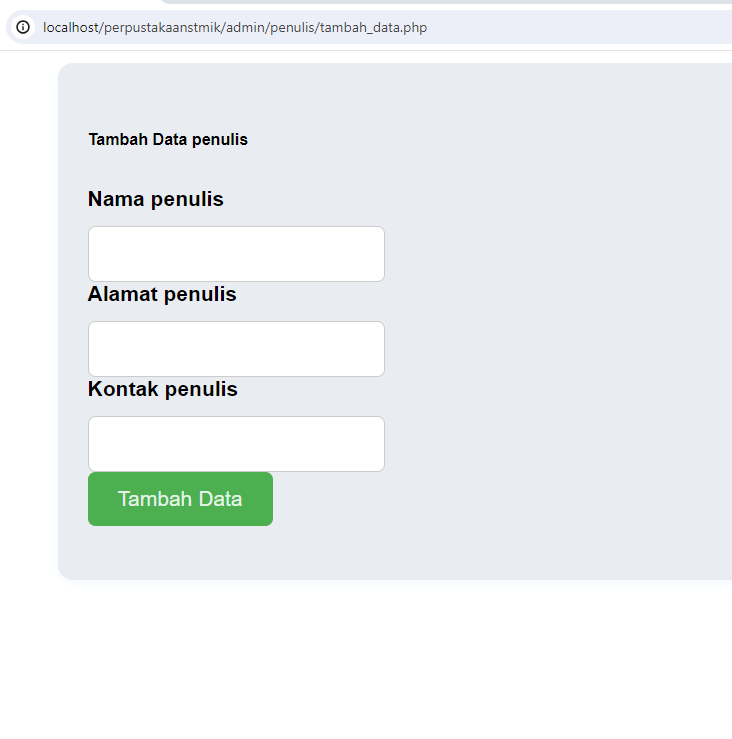 localhost/perpustakaanstmik/admin/penulis/tambah_data.php
Tambah Data penulis
Nama penulis
Alamat penulis
Kontak penulis
Tambah Data